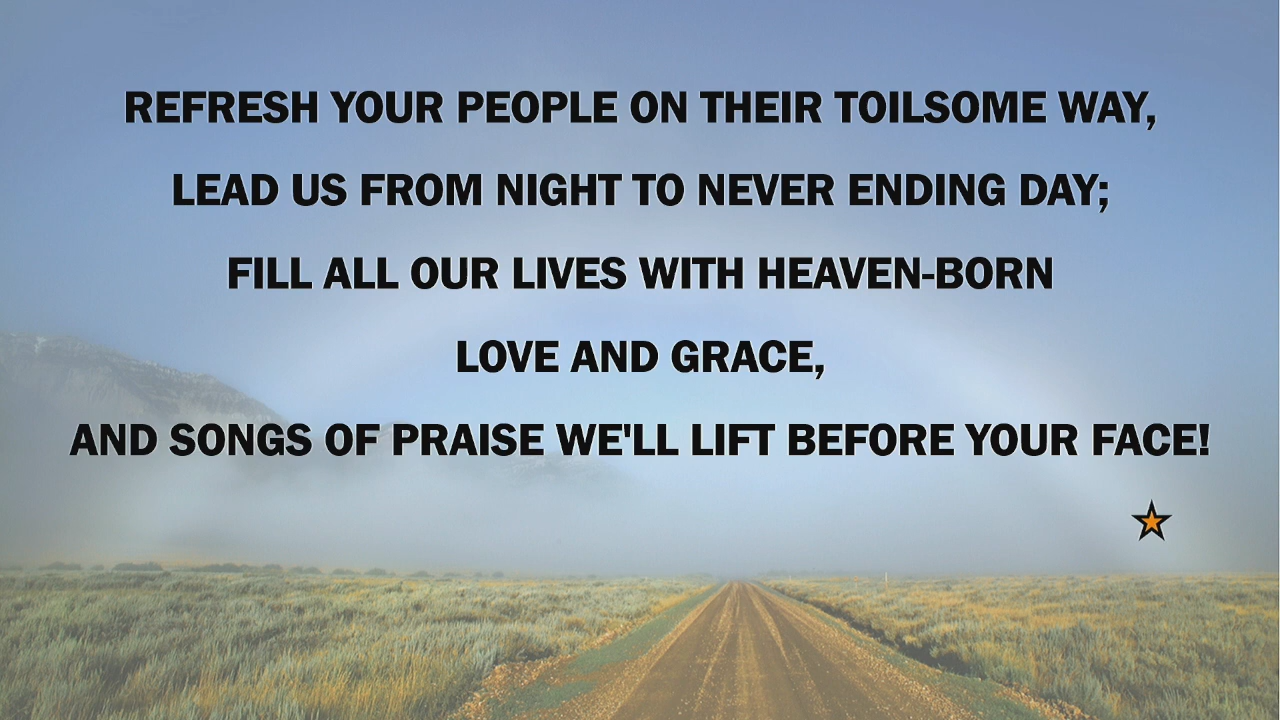 REFRESH YOUR PEOPLE ON THEIR TOILSOME WAY,
LEAD US FROM NIGHT TO NEVER ENDING DAY;
FILL ALL OUR LIVES WITH HEAVEN-BORN
LOVE AND GRACE,
AND SONGS OF PRAISE WE'LL LIFT BEFORE YOUR FACE!